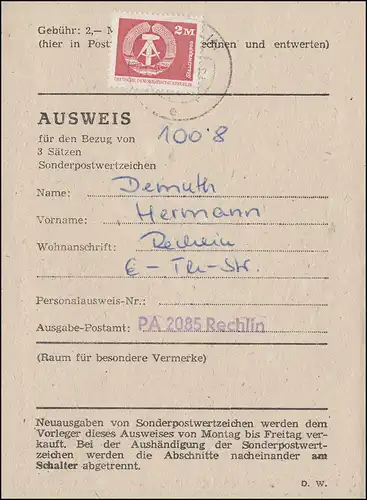 Gebühr: 2,— M
(hier in Post chnen und entwerten)
2M
DEUTSCHE DEMOKRATISCHE REPUBLIK
e
AUSWEIS
für den Bezug von 100'8
3 Sätzen
Sonderpostwertzeichen
Name: Demuth
Vorname: Hermann
Wohnanschrift: Rechlin
E-Th-Str.
Personalausweis-Nr.:
Ausgabe-Postamt: PA 2085 Rechlin
(Raum für besondere Vermerke)
Neuausgaben von Sonderpostwertzeichen werden dem
Vorleger dieses Ausweises von Montag bis Freitag ver-
kauft. Bei der Aushändigung der Sonderpostwert-
zeichen werden die Abschnitte nacheinander am
Schalter abgetrennt.
D. W.